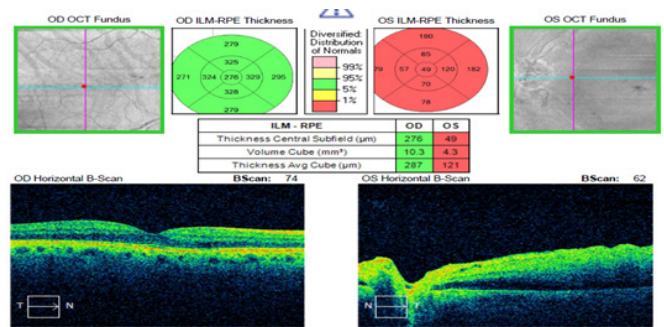 OD OCT Fundus
OD ILM-RPE Thickness
OS ILM-RPE Thickness
OS OCT Fundus
Diversified:
Distribution
of Normals
99%
95%
5%
1%
279
325
271 324 276 329 295
328
279
190
85
79 57 49 120 182
70
78
ILM - RPE OD OS
Thickness Central Subfield (μm) 276 49
Volume Cube (mm³) 10.3 4.3
Thickness Avg Cube (μm) 287 121
OD Horizontal B-Scan BScan: 74
OS Horizontal B-Scan BScan: 62
T N
N T